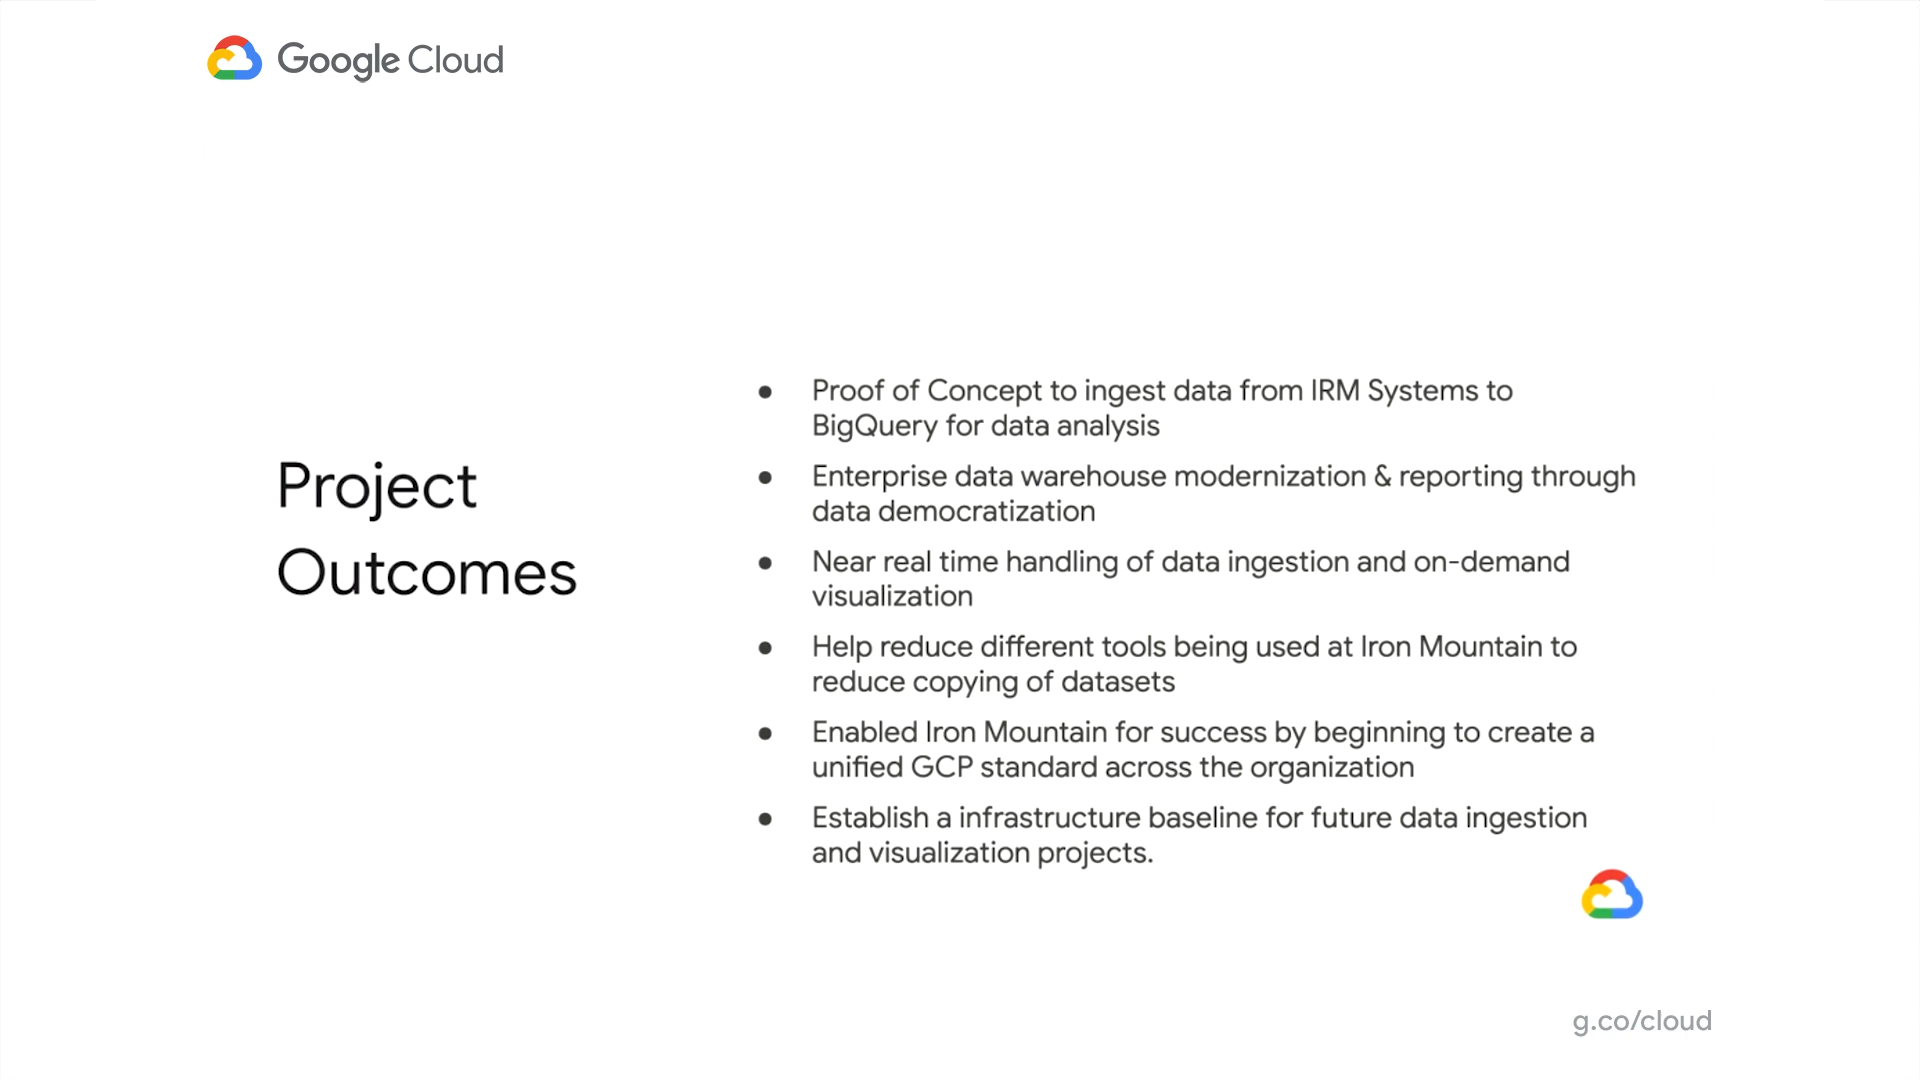 Google Cloud
Project
Outcomes
● Proof of Concept to ingest data from IRM Systems to
BigQuery for data analysis
● Enterprise data warehouse modernization & reporting through
data democratization
● Near real time handling of data ingestion and on-demand
visualization
● Help reduce different tools being used at Iron Mountain to
reduce copying of datasets
● Enabled Iron Mountain for success by beginning to create a
unified GCP standard across the organization
● Establish a infrastructure baseline for future data ingestion
and visualization projects.
g.co/cloud